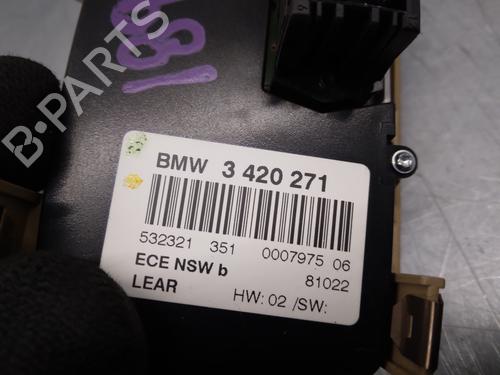 B-PARTS
BMW 3 420 271
532321 351 0007975 06
ECE NSW b 81022
LEAR HW: 02 /SW: